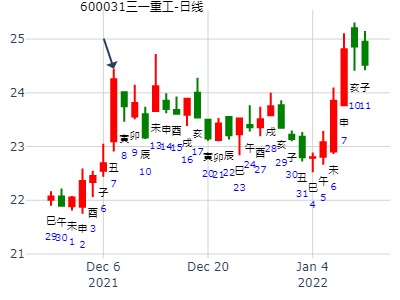 600031三一重工-日线
25
24
23
22
21
巳
29
午
30
未
1
申
2
酉
3
子
6
丑
7
寅
8
卯
9
辰
10
未
13
申
14
酉
15
戌
16
亥
17
寅
20
卯
21
辰
22
巳
23
午
24
酉
27
戌
28
亥
29
子
30
丑
31
巳
4
午
5
未
6
申
7
亥
10
子
11
Dec 6
2021
Dec 20
Jan 4
2022